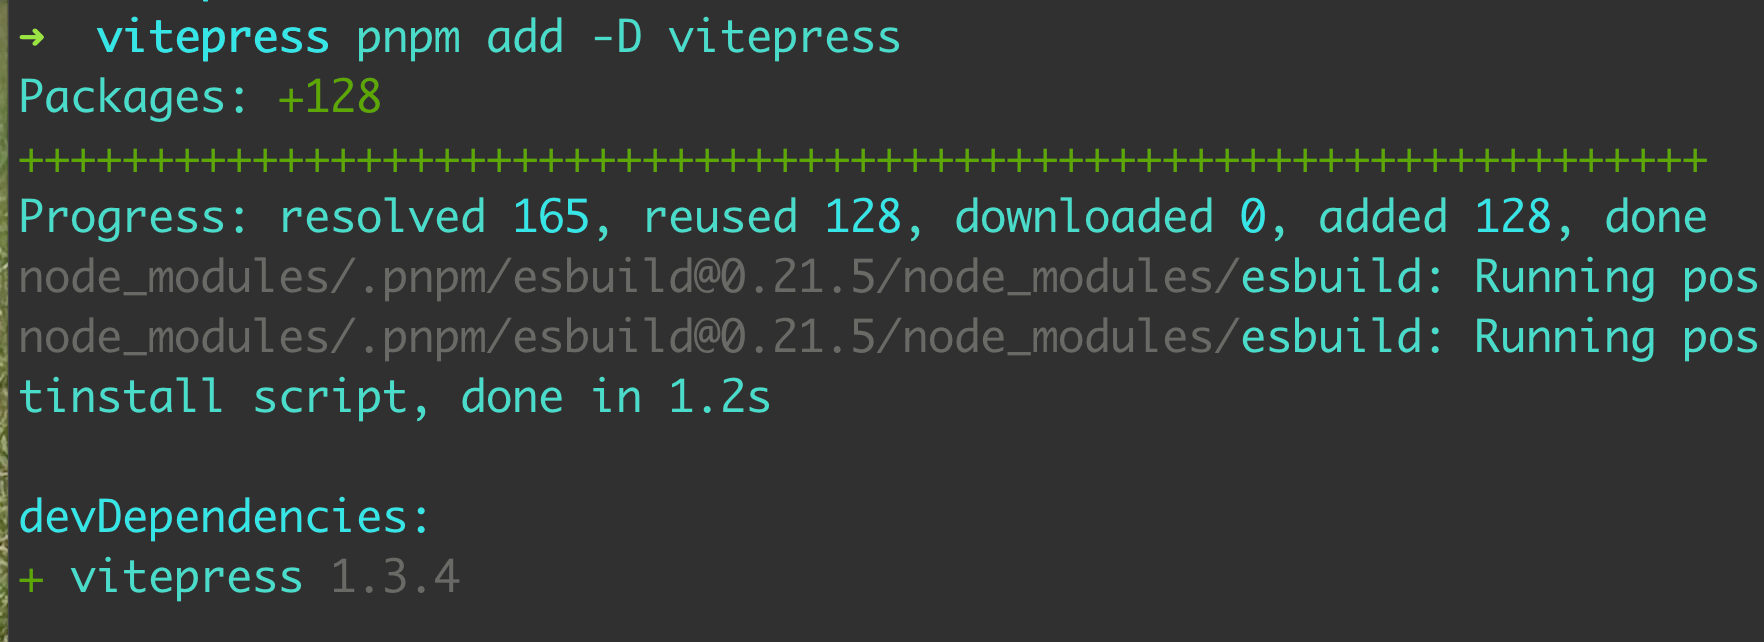 ➜  vitepress pnpm add -D vitepress
Packages: +128
+++++++++++++++++++++++++++++++++++++++++++++++++++++++++++++++++
Progress: resolved 165, reused 128, downloaded 0, added 128, done
node_modules/.pnpm/esbuild@0.21.5/node_modules/esbuild: Running pos
node_modules/.pnpm/esbuild@0.21.5/node_modules/esbuild: Running pos
tinstall script, done in 1.2s
devDependencies:
+ vitepress 1.3.4